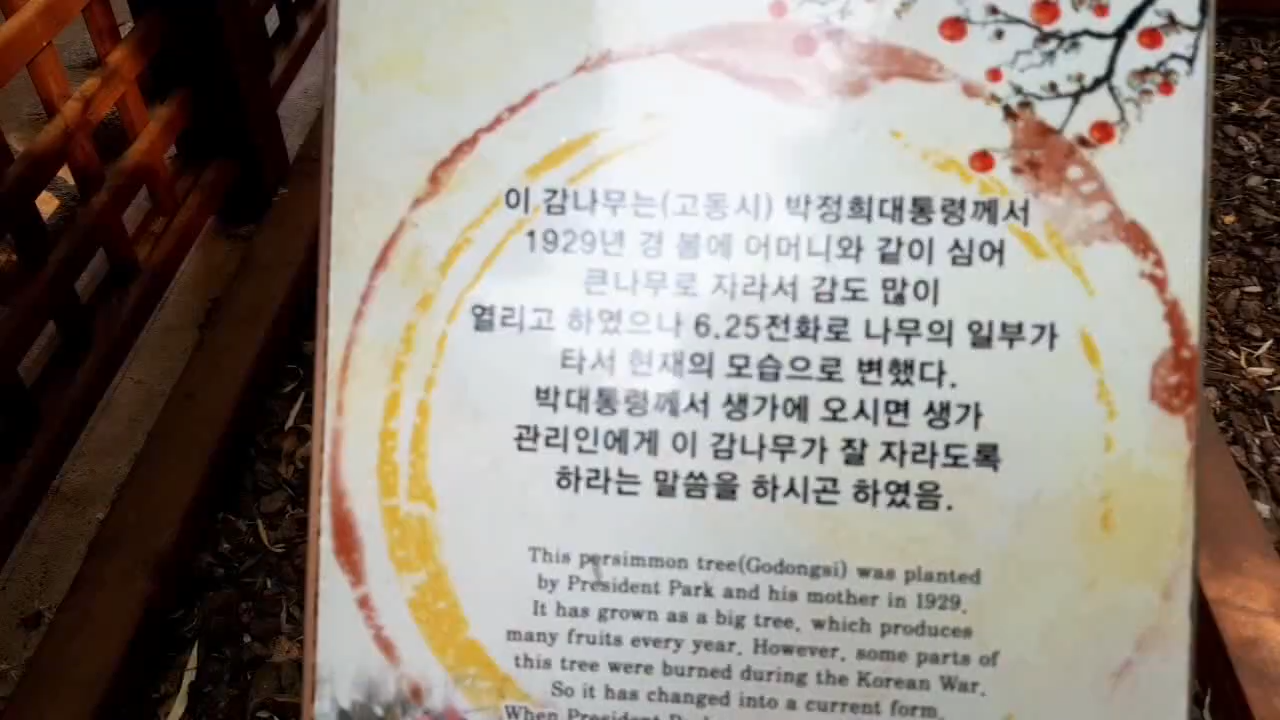 이 감나무는(고동시) 박정희대통령께서
1929년 경 봄에 어머니와 같이 심어
큰나무로 자라서 감도 많이
열리고 하였으나 6.25전화로 나무의 일부가
타서 현재의 모습으로 변했다.
박대통령께서 생가에 오시면 생가
관리인에게 이 감나무가 잘 자라도록
하라는 말씀을 하시곤 하였음.
This persimmon tree(Godongsi) was planted
by President Park and his mother in 1929.
It has grown as a big tree, which produces
many fruits every year. However, some parts of
this tree were burned during the Korean War.
So it has changed into a current form.
When President